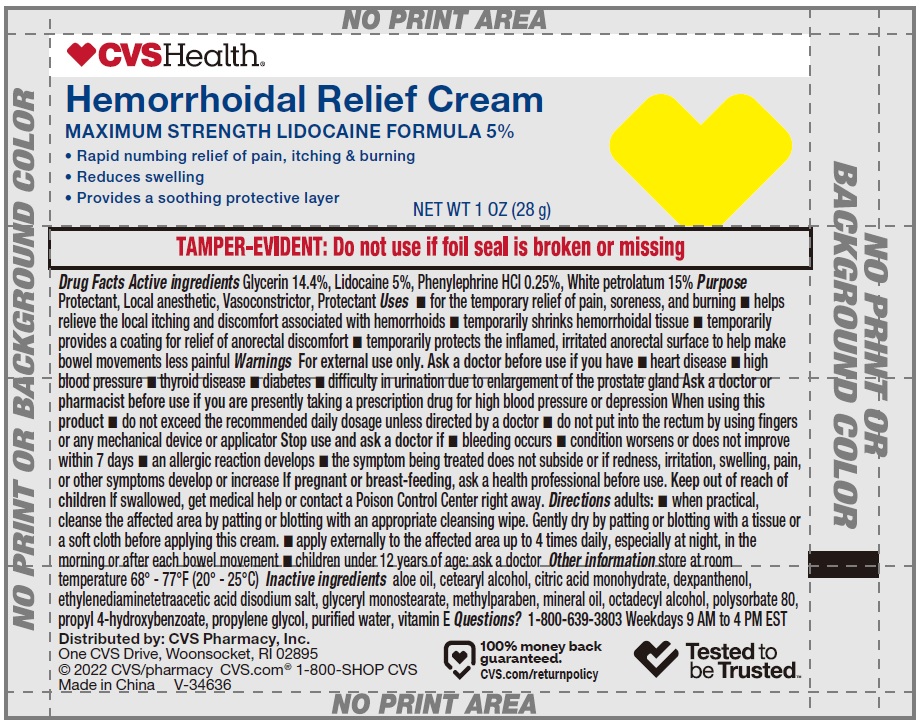 NO PRINT AREA
CVSHealth®
Hemorrhoidal Relief Cream
MAXIMUM STRENGTH LIDOCAINE FORMULA 5%
• Rapid numbing relief of pain, itching & burning
• Reduces swelling
• Provides a soothing protective layer
NET WT 1 OZ (28 g)
TAMPER-EVIDENT: Do not use if foil seal is broken or missing
Drug Facts Active ingredients Glycerin 14.4%, Lidocaine 5%, Phenylephrine HCl 0.25%, White petrolatum 15% Purpose
Protectant, Local anesthetic, Vasoconstrictor, Protectant Uses ■ for the temporary relief of pain, soreness, and burning ■ helps
relieve the local itching and discomfort associated with hemorrhoids ■ temporarily shrinks hemorrhoidal tissue ■ temporarily
provides a coating for relief of anorectal discomfort ■ temporarily protects the inflamed, irritated anorectal surface to help make
bowel movements less painful Warnings For external use only. Ask a doctor before use if you have ■ heart disease ■ high
blood pressure ■ thyroid disease ■ diabetes ■ difficulty in urination due to enlargement of the prostate gland Ask a doctor or
pharmacist before use if you are presently taking a prescription drug for high blood pressure or depression When using this
product ■ do not exceed the recommended daily dosage unless directed by a doctor ■ do not put into the rectum by using fingers
or any mechanical device or applicator Stop use and ask a doctor if ■ bleeding occurs ■ condition worsens or does not improve
within 7 days ■ an allergic reaction develops ■ the symptom being treated does not subside or if redness, irritation, swelling, pain,
or other symptoms develop or increase If pregnant or breast-feeding, ask a health professional before use. Keep out of reach of
children If swallowed, get medical help or contact a Poison Control Center right away. Directions adults: ■ when practical,
cleanse the affected area by patting or blotting with an appropriate cleansing wipe. Gently dry by patting or blotting with a tissue or
a soft cloth before applying this cream. ■ apply externally to the affected area up to 4 times daily, especially at night, in the
morning or after each bowel movement ■ children under 12 years of age: ask a doctor Other information store at room
temperature 68° - 77°F (20° - 25°C) Inactive ingredients aloe oil, cetearyl alcohol, citric acid monohydrate, dexpanthenol,
ethylenediaminetetraacetic acid disodium salt, glyceryl monostearate, methylparaben, mineral oil, octadecyl alcohol, polysorbate 80,
propyl 4-hydroxybenzoate, propylene glycol, purified water, vitamin E Questions? 1-800-639-3803 Weekdays 9 AM to 4 PM EST
Distributed by: CVS Pharmacy, Inc.
One CVS Drive, Woonsocket, RI 02895
© 2022 CVS/pharmacy CVS.com® 1-800-SHOP CVS
Made in China V-34636
100% money back
guaranteed.
CVS.com/returnpolicy
Tested to
be Trusted™
NO PRINT AREA
NO PRINT OR BACKGROUND COLOR
NO PRINT OR
BACKGROUND COLOR